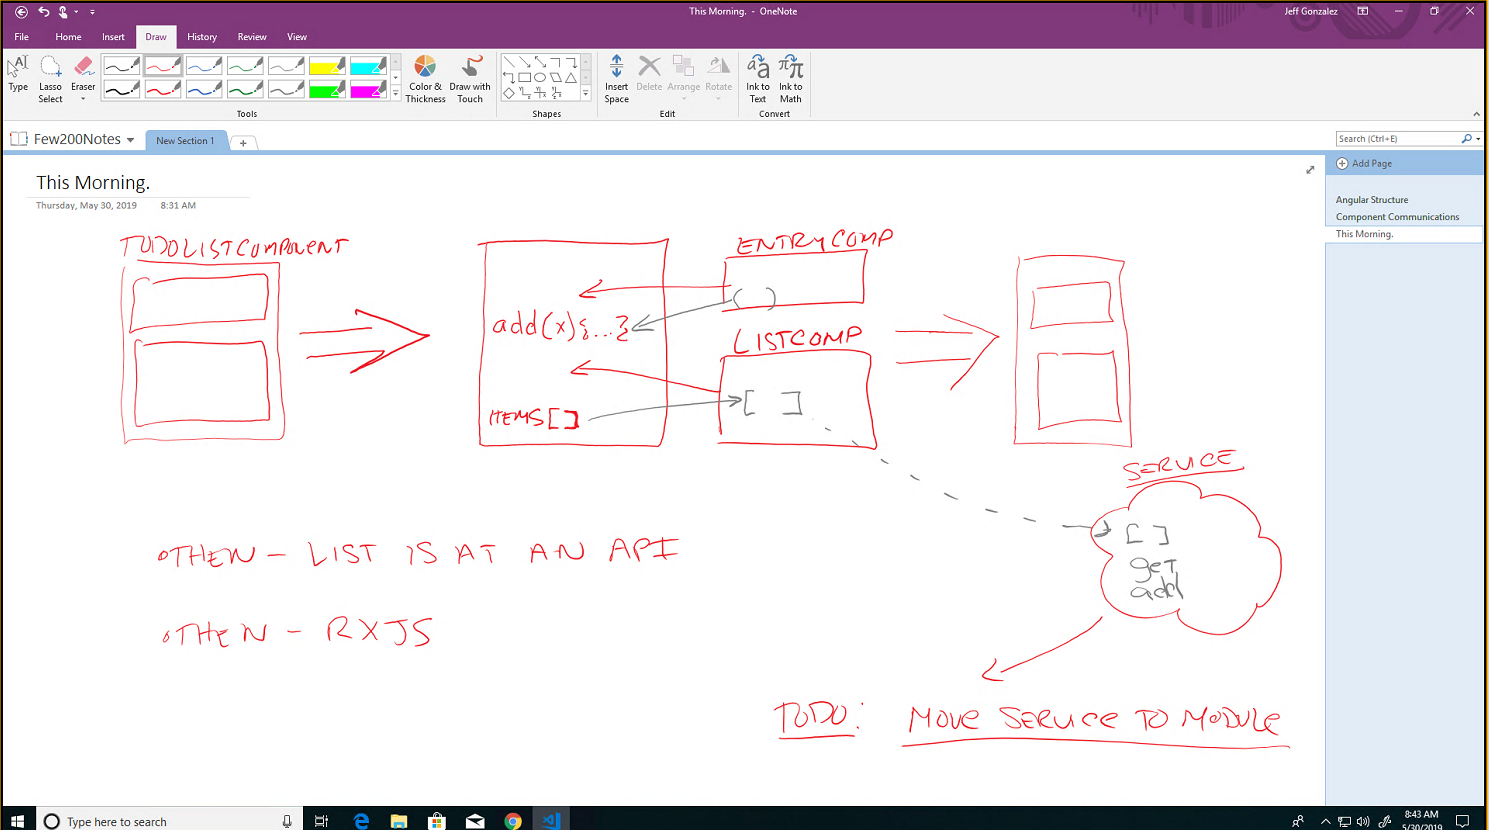 This Morning. - OneNote
Jeff Gonzalez
File Home Insert Draw History Review View
Type
Lasso Select
Eraser
Color & Thickness
Draw with Touch
Insert Space
Delete
Arrange
Rotate
Ink to Text
Ink to Math
Tools
Shapes
Edit
Convert
Few200Notes
New Section 1
+
Search (Ctrl+E)
Add Page
Angular Structure
Component Communications
This Morning.
This Morning.
Thursday, May 30, 2019 8:31 AM
TODOLISTCOMPONENT
ENTRYCOMP
( )
add(x){...}
LISTCOMP
[ ]
ITEMS[]
SERVICE
[ ]
get
add
•THEN - LIST IS AT AN API
•THEN - RXJS
TODO: MOVE SERVICE TO MODULE
Type here to search
8:43 AM
5/30/2019